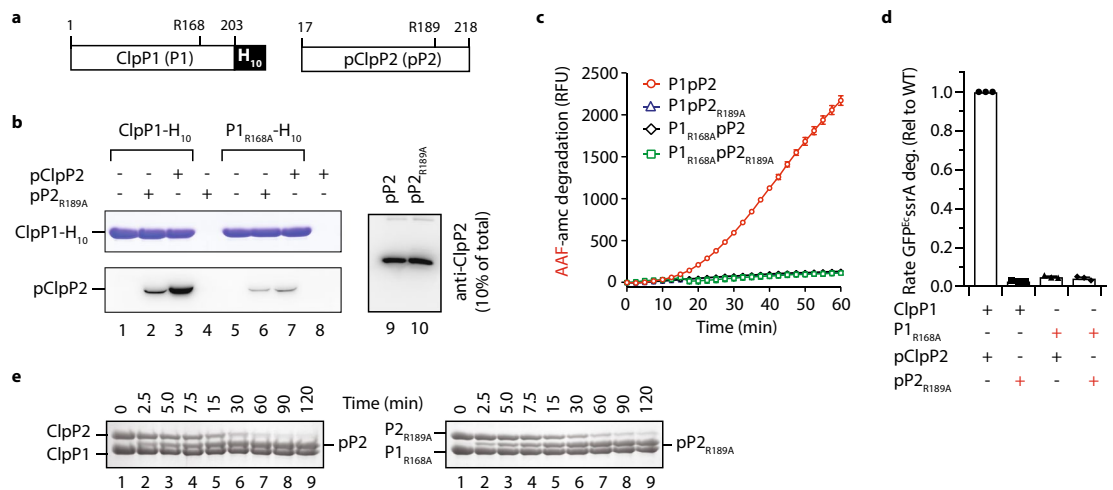 a
1 R168 203
ClpP1 (P1) H10
17 R189 218
pClpP2 (pP2)
b
ClpP1-H10 P1R168A-H10
pClpP2 - - + - - - + +
pP2R189A - + - + - + - -
ClpP1-H10
pClpP2
1 2 3 4 5 6 7 8
pP2 pP2R189A
anti-ClpP2
(10% of total)
9 10
c
AAF-amc degradation (RFU)
2500
2000
1500
1000
500
0
0 10 20 30 40 50 60
Time (min)
P1pP2
P1pP2R189A
P1R168ApP2
P1R168ApP2R189A
d
Rate GFPEcssrA deg. (Rel to WT)
1.0
0.8
0.6
0.4
0.2
0.0
ClpP1 + + - -
P1R168A - - + +
pClpP2 + - + -
pP2R189A - + - +
e
0 2.5 5.0 7.5 15 30 60 90 120 Time (min) 0 2.5 5.0 7.5 15 30 60 90 120
ClpP2
ClpP1
pP2
1 2 3 4 5 6 7 8 9
P2R189A
P1R168A
pP2R189A
1 2 3 4 5 6 7 8 9